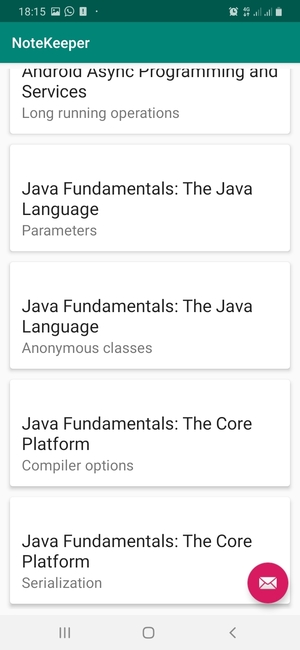 18:15
4G
NoteKeeper
Android Async Programming and
Services
Long running operations
Java Fundamentals: The Java
Language
Parameters
Java Fundamentals: The Java
Language
Anonymous classes
Java Fundamentals: The Core
Platform
Compiler options
Java Fundamentals: The Core
Platform
Serialization